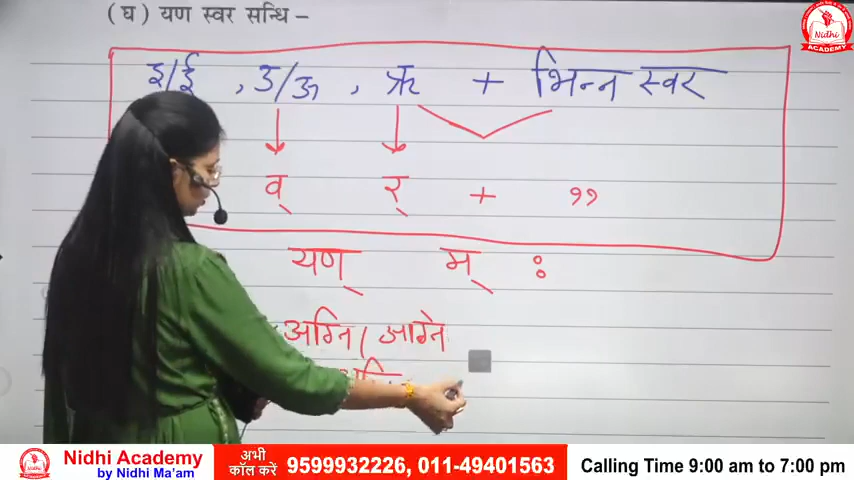 (घ) यण स्वर सन्धि –
इ/ई , उ/ऊ , ऋ + भिन्न स्वर
व् र् + ,,
यण् म् :
अग्नि ( आग्ने
Nidhi
ACADEMY
Nidhi Academy
by Nidhi Ma'am
अभी
कॉल करें
9599932226, 011-49401563
Calling Time 9:00 am to 7:00 pm